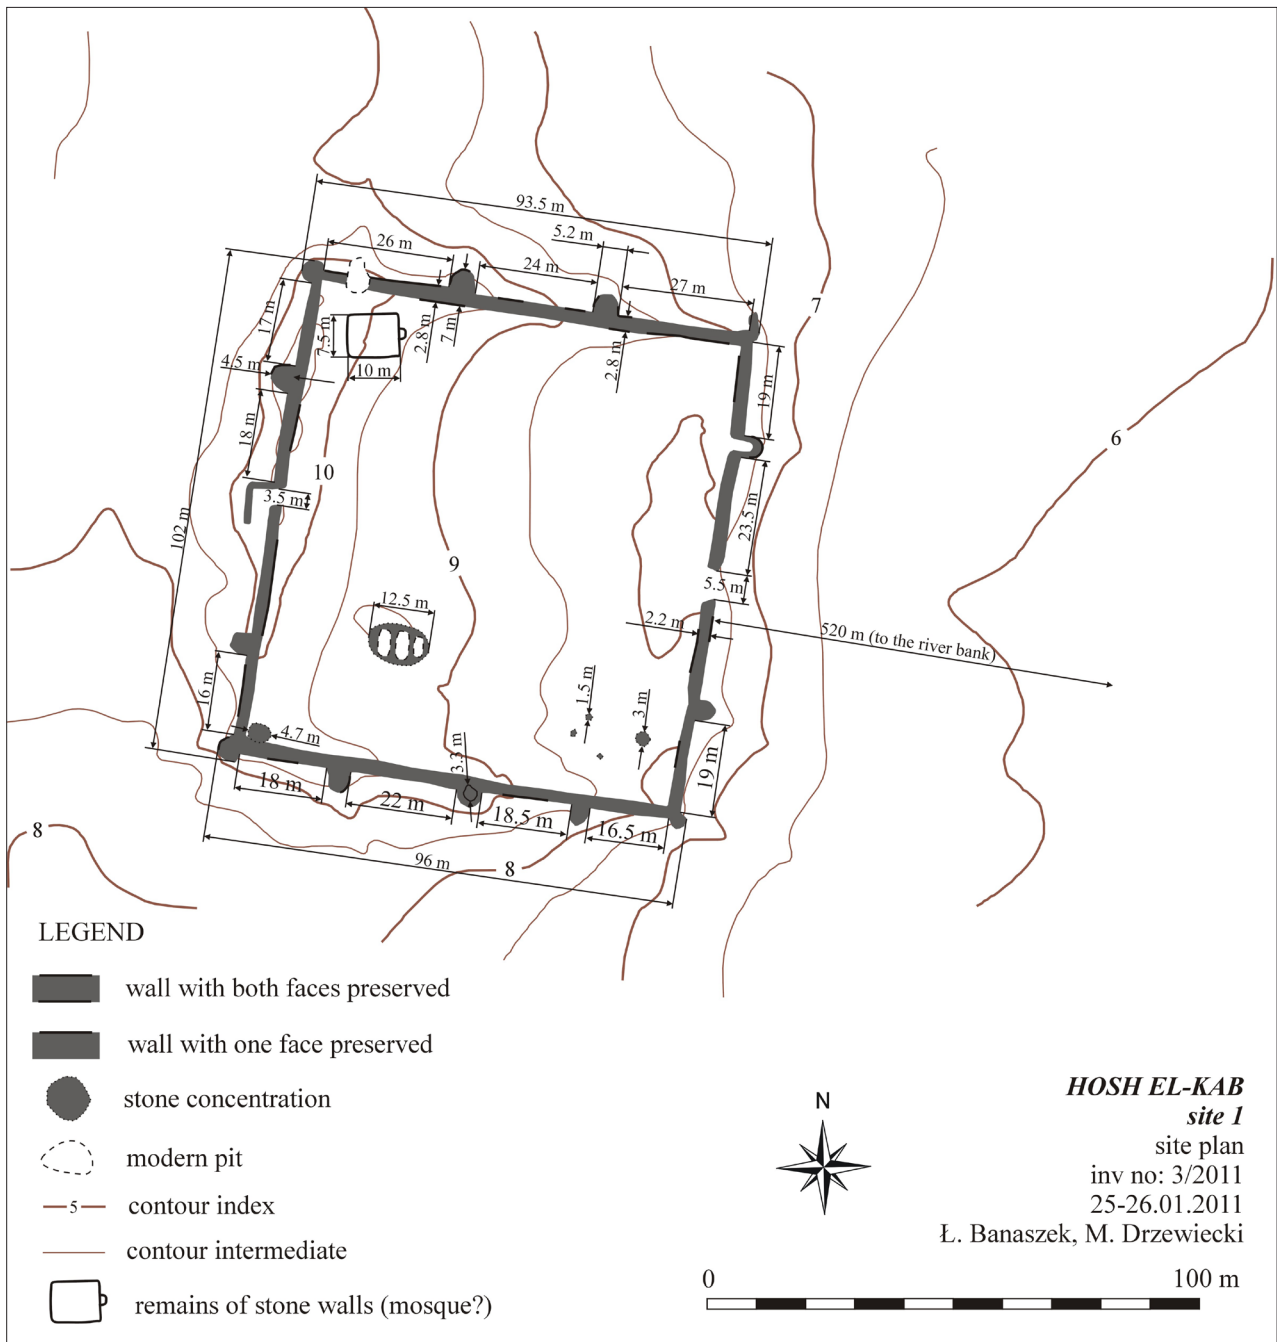 93.5 m
5.2 m
26 m
24 m
27 m
7
17 m
7.5 m
2.8 m
7 m
2.8 m
4.5 m
10 m
19 m
18 m
6
10
3.5 m
23.5 m
102 m
9
5.5 m
12.5 m
2.2 m
520 m (to the river bank)
16 m
1.5 m
3 m
4.7 m
3.3 m
19 m
18 m
22 m
18.5 m
16.5 m
8
96 m
8
LEGEND
wall with both faces preserved
wall with one face preserved
stone concentration
modern pit
5
contour index
contour intermediate
remains of stone walls (mosque?)
N
HOSH EL-KAB
site 1
site plan
inv no: 3/2011
25-26.01.2011
Ł. Banaszek, M. Drzewiecki
0 100 m